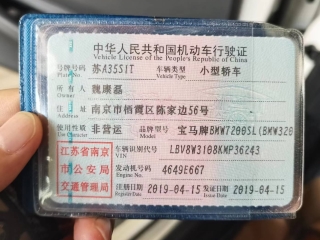 中华人民共和国机动车行驶证
Vehicle License of the People's Republic of China
号牌号码 苏A35S1T 车辆类型 小型轿车
Plate No. Vehicle Type
所有人 魏康磊
Owner
住址 南京市栖霞区陈家边56号
Address
使用性质 非营运 品牌型号 宝马牌BMW7200SL(BMW320
Use Character Model
江苏省南京
市公安局
交通管理局
车辆识别代号 LBV8W3108KMP36243
VIN
发动机号码 4649E667
Engine No.
注册日期 2019-04-15 发证日期 2019-04-15
Register Date Issue Date